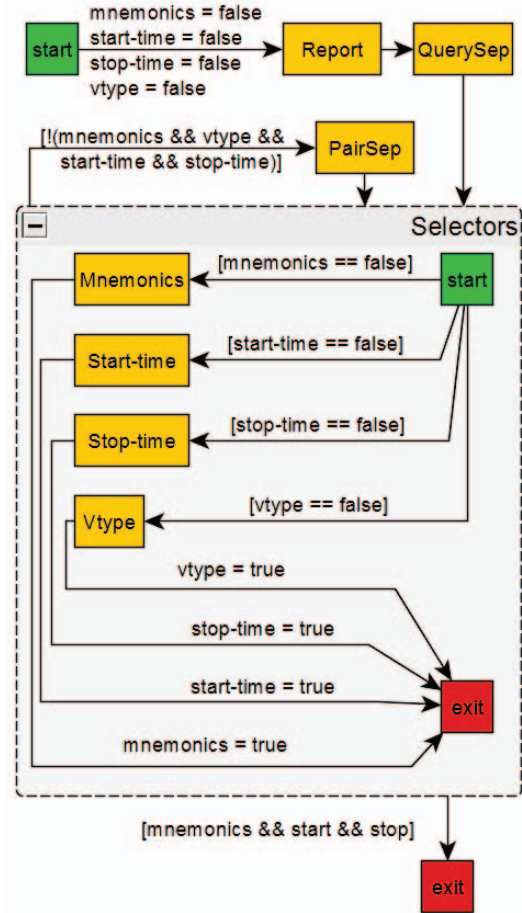 mnemonics = false
start-time = false
start
Report
QuerySep
stop-time = false
vtype = false
[!(mnemonics && vtype &&
start-time && stop-time)]
PairSep
Selectors
Mnemonics
[mnemonics == false]
start
Start-time
[start-time == false]
Stop-time
[stop-time == false]
Vtype
[vtype == false]
vtype = true
stop-time = true
start-time = true
exit
mnemonics = true
[mnemonics && start && stop]
exit